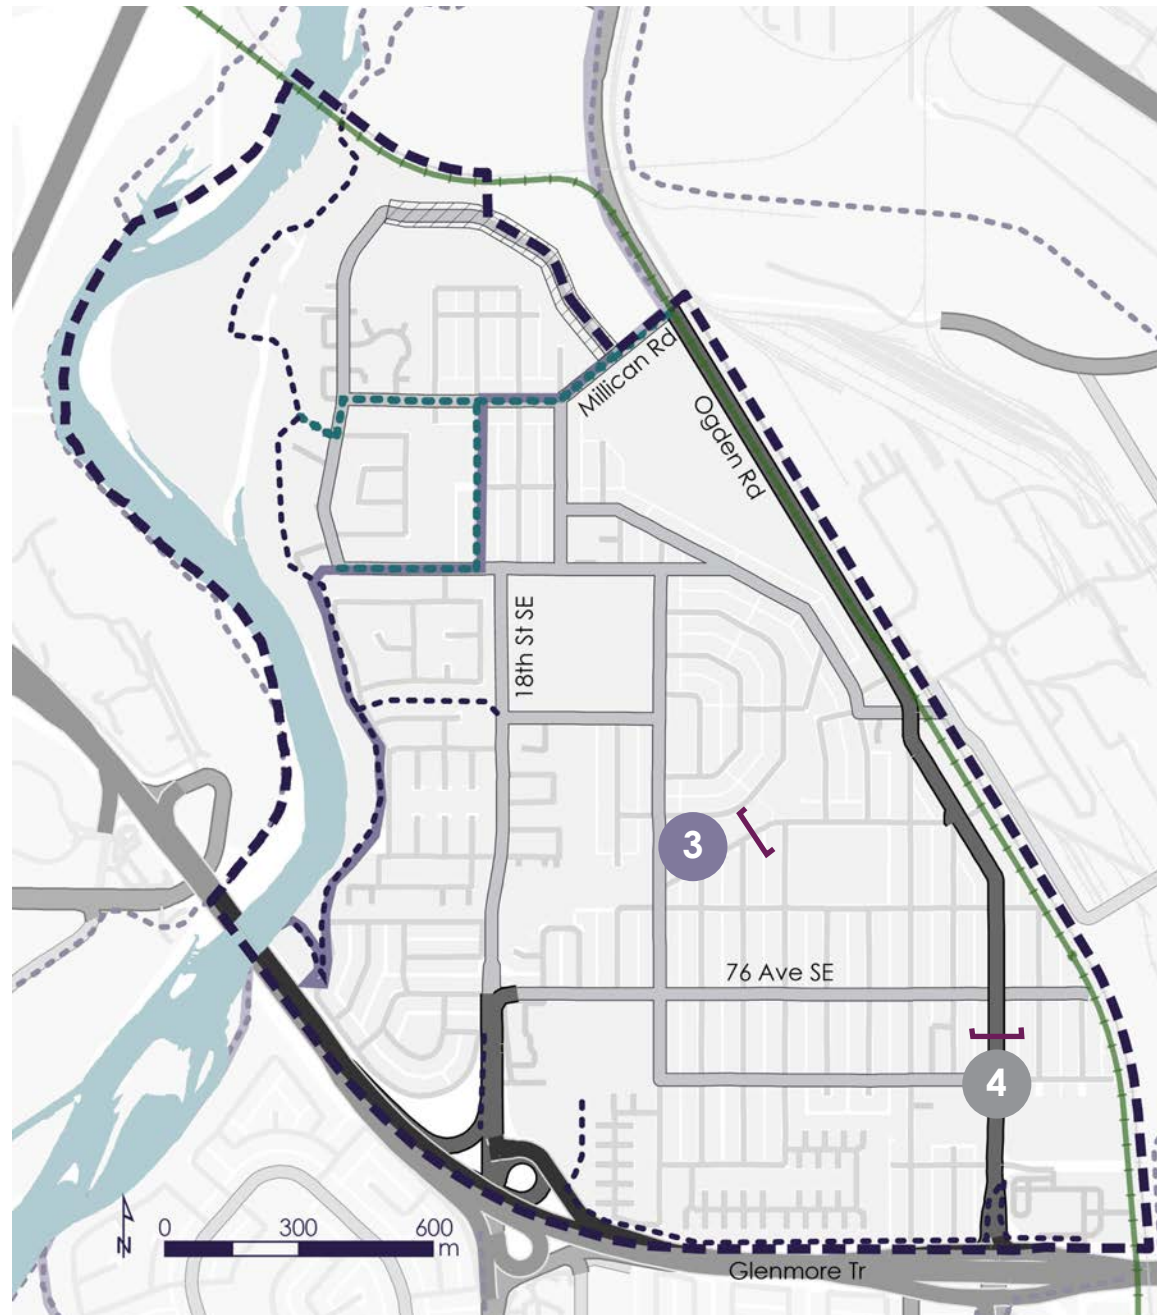 Millican Rd
Ogden Rd
18th St SE
3
76 Ave SE
4
N
0 300 600
m
Glenmore Tr